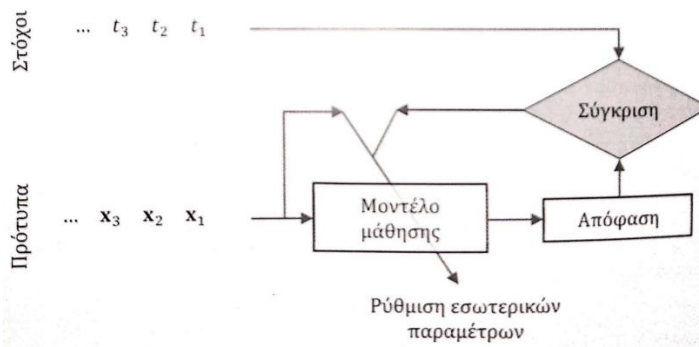 Στόχοι
... t₃ t₂ t₁
Σύγκριση
Πρότυπα
... x₃ x₂ x₁
Μοντέλο
μάθησης
Απόφαση
Ρύθμιση εσωτερικών
παραμέτρων